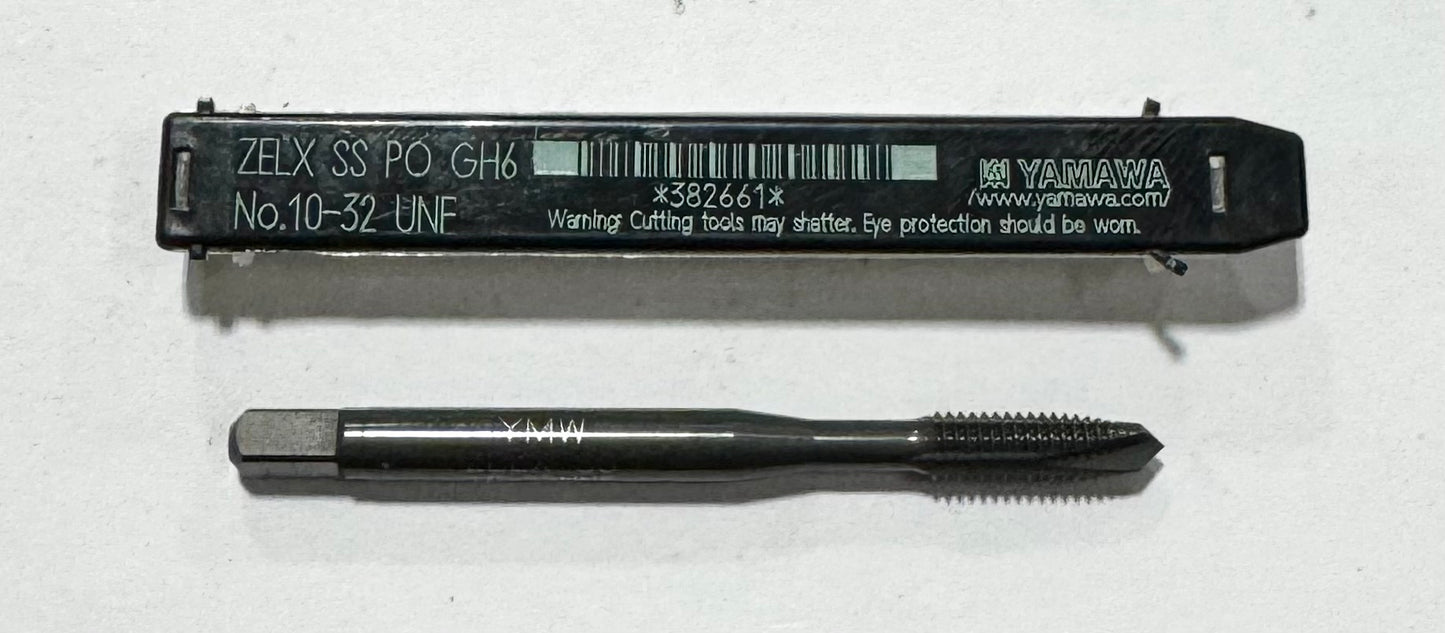 ZELX SS PO GH6
No.10-32 UNF
*382661*
Warning: Cutting tools may shatter. Eye protection should be worn.
YAMAWA
/www.yamawa.com/
YMW